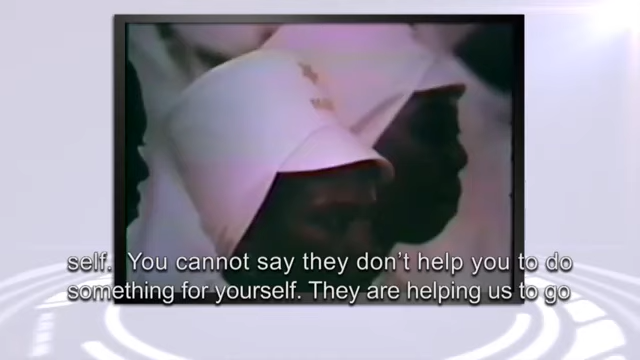 self.  You cannot say they don't help you to do
something for yourself. They are helping us to go